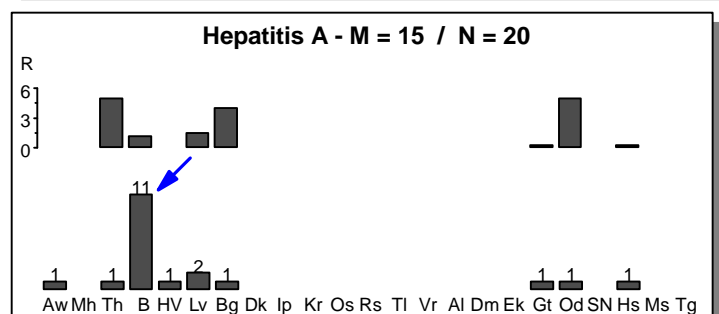 Hepatitis A - M = 15 / N = 20
R
6
3
0
11
1 1 1 2 1 1 1 1
Aw Mh Th B HV Lv Bg Dk Ip Kr Os Rs Tl Vr Al Dm Ek Gt Od SN Hs Ms Tg